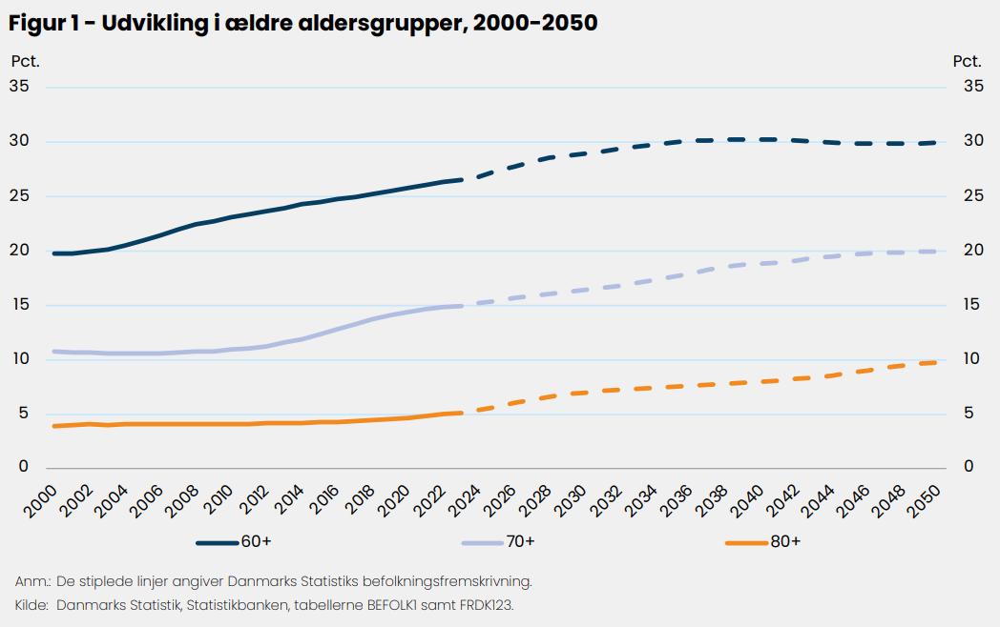 Figur 1 – Udvikling i ældre aldersgrupper, 2000-2050
Pct. Pct.
35 35
30 30
25 25
20 20
15 15
10 10
5 5
0 0
2000 2002 2004 2006 2008 2010 2012 2014 2016 2018 2020 2022 2024 2026 2028 2030 2032 2034 2036 2038 2040 2042 2044 2046 2048 2050
60+ 70+ 80+
Anm.: De stiplede linjer angiver Danmarks Statistiks befolkningsfremskrivning.
Kilde: Danmarks Statistik, Statistikbanken, tabellerne BEFOLK1 samt FRDK123.